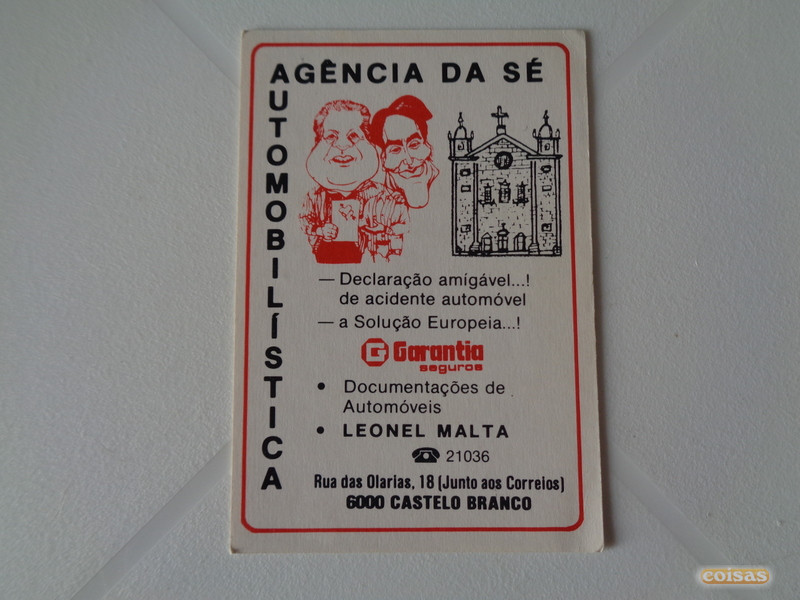 AGÊNCIA DA SÉ
AUTOMOBILÍSTICA
— Declaração amigável...!
de acidente automóvel
— a Solução Europeia...!
G Garantia
seguros
• Documentações de
Automóveis
• LEONEL MALTA
☎ 21036
Rua das Olarias, 18 (Junto aos Correios)
6000 CASTELO BRANCO
coisas